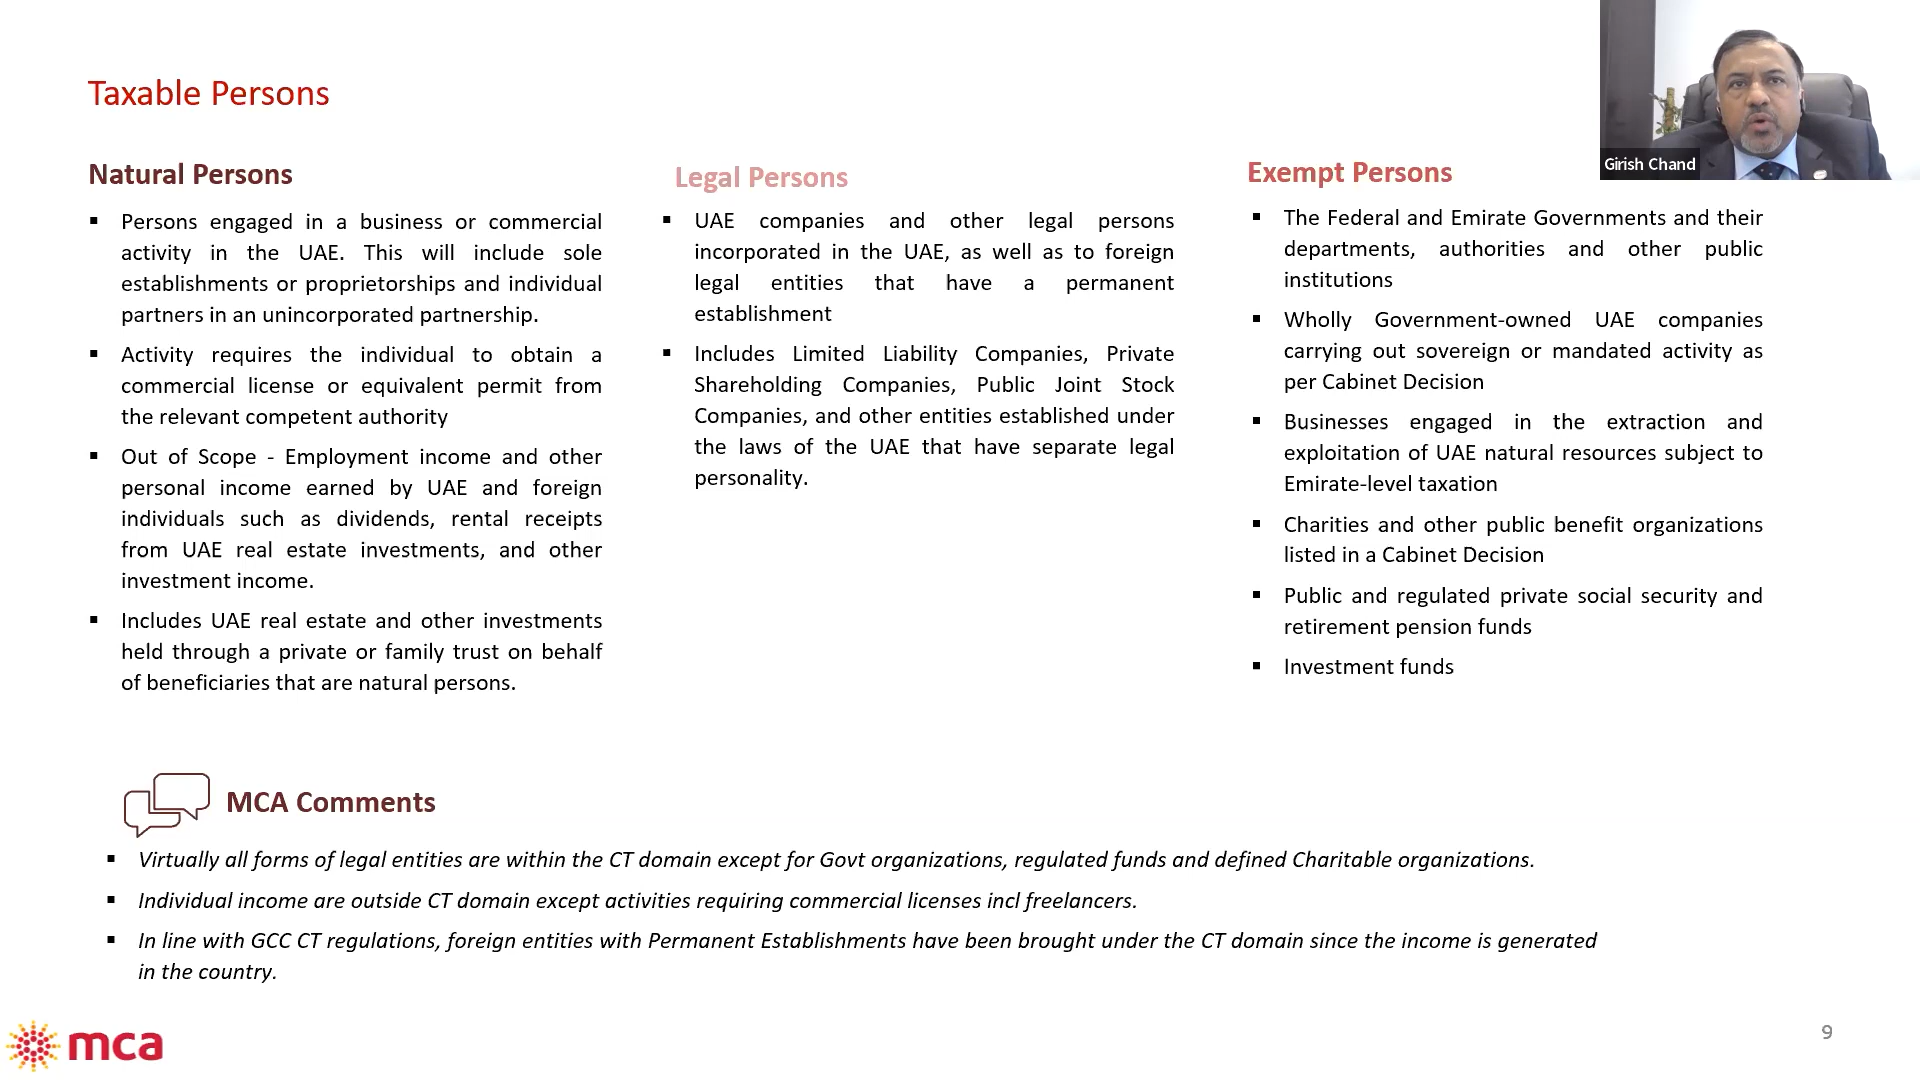 Taxable Persons
Natural Persons
▪ Persons engaged in a business or commercial
activity in the UAE. This will include sole
establishments or proprietorships and individual
partners in an unincorporated partnership.
▪ Activity requires the individual to obtain a
commercial license or equivalent permit from
the relevant competent authority
▪ Out of Scope - Employment income and other
personal income earned by UAE and foreign
individuals such as dividends, rental receipts
from UAE real estate investments, and other
investment income.
▪ Includes UAE real estate and other investments
held through a private or family trust on behalf
of beneficiaries that are natural persons.
Legal Persons
▪ UAE companies and other legal persons
incorporated in the UAE, as well as to foreign
legal entities that have a permanent
establishment
▪ Includes Limited Liability Companies, Private
Shareholding Companies, Public Joint Stock
Companies, and other entities established under
the laws of the UAE that have separate legal
personality.
Exempt Persons
▪ The Federal and Emirate Governments and their
departments, authorities and other public
institutions
▪ Wholly Government-owned UAE companies
carrying out sovereign or mandated activity as
per Cabinet Decision
▪ Businesses engaged in the extraction and
exploitation of UAE natural resources subject to
Emirate-level taxation
▪ Charities and other public benefit organizations
listed in a Cabinet Decision
▪ Public and regulated private social security and
retirement pension funds
▪ Investment funds
Girish Chand
MCA Comments
▪ Virtually all forms of legal entities are within the CT domain except for Govt organizations, regulated funds and defined Charitable organizations.
▪ Individual income are outside CT domain except activities requiring commercial licenses incl freelancers.
▪ In line with GCC CT regulations, foreign entities with Permanent Establishments have been brought under the CT domain since the income is generated
in the country.
mca
9